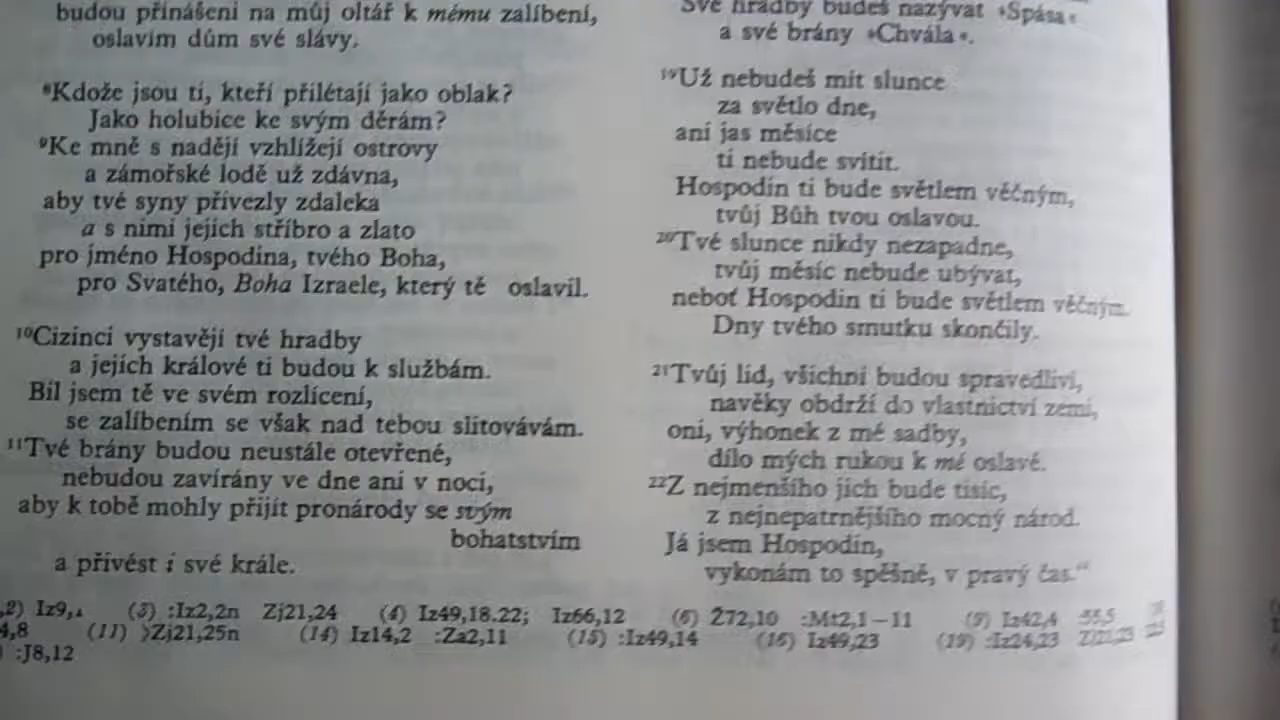 budou přinášeni na můj oltář k mému zalíbení,
oslavím dům své slávy.
⁸Kdože jsou ti, kteří přilétají jako oblak?
Jako holubice ke svým děrám?
⁹Ke mně s nadějí vzhlížejí ostrovy
a zámořské lodě už zdávna,
aby tvé syny přivezly zdaleka
a s nimi jejich stříbro a zlato
pro jméno Hospodina, tvého Boha,
pro Svatého, Boha Izraele, který tě oslavil.
¹⁰Cizinci vystavějí tvé hradby
a jejich králové ti budou k službám.
Bil jsem tě ve svém rozlícení,
se zalíbením se však nad tebou slitovávám.
¹¹Tvé brány budou neustále otevřené,
nebudou zavírány ve dne ani v noci,
aby k tobě mohly přijít pronárody se svým
bohatstvím
a přivést i své krále.
Své hradby budeš nazývat »Spása«
a své brány »Chvála«.
¹⁹Už nebudeš mít slunce
za světlo dne,
ani jas měsíce
ti nebude svítit.
Hospodin ti bude světlem věčným,
tvůj Bůh tvou oslavou.
²⁰Tvé slunce nikdy nezapadne,
tvůj měsíc nebude ubývat,
neboť Hospodin ti bude světlem věčným.
Dny tvého smutku skončily.
²¹Tvůj lid, všichni budou spravedliví,
navěky obdrží do vlastnictví zemi,
oni, výhonek z mé sadby,
dílo mých rukou k mé oslavě.
²²Z nejmenšího jich bude tisíc,
z nejnepatrnějšího mocný národ.
Já jsem Hospodin,
vykonám to spěšně, v pravý čas.“
,2) Iz9, (3) :Iz2,2n Zj21,24 (4) Iz49,18.22; Iz66,12 (6) Ž72,10 :Mt2,1–11 (9) Iz42,4 55,5
4,8 (11) 〉Zj21,25n (14) Iz14,2 :Za2,11 (15) :Iz49,14 (16) Iz49,23 (19) :Iz24,23
) :J8,12